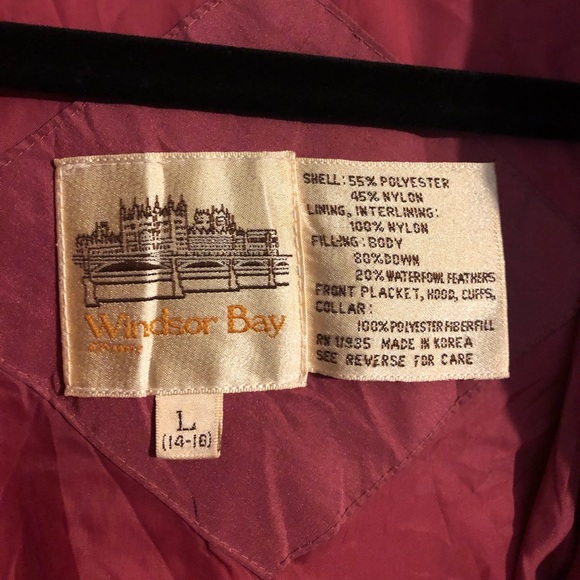 Windsor Bay
L
(14-16)
SHELL: 55% POLYESTER
45% NYLON
LINING, INTERLINING:
100% NYLON
FILLING: BODY
80% DOWN
20% WATERFOWL FEATHERS
FRONT PLACKET, HOOD, CUFFS,
COLLAR:
100% POLYESTER FIBERFILL
RN MADE IN KOREA
SEE REVERSE FOR CARE